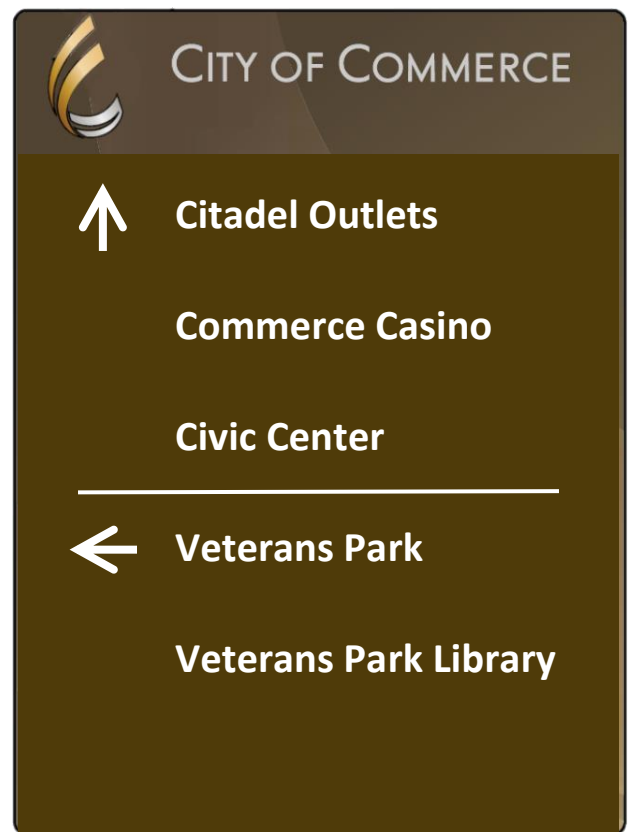 CITY OF COMMERCE
Citadel Outlets
Commerce Casino
Civic Center
Veterans Park
Veterans Park Library